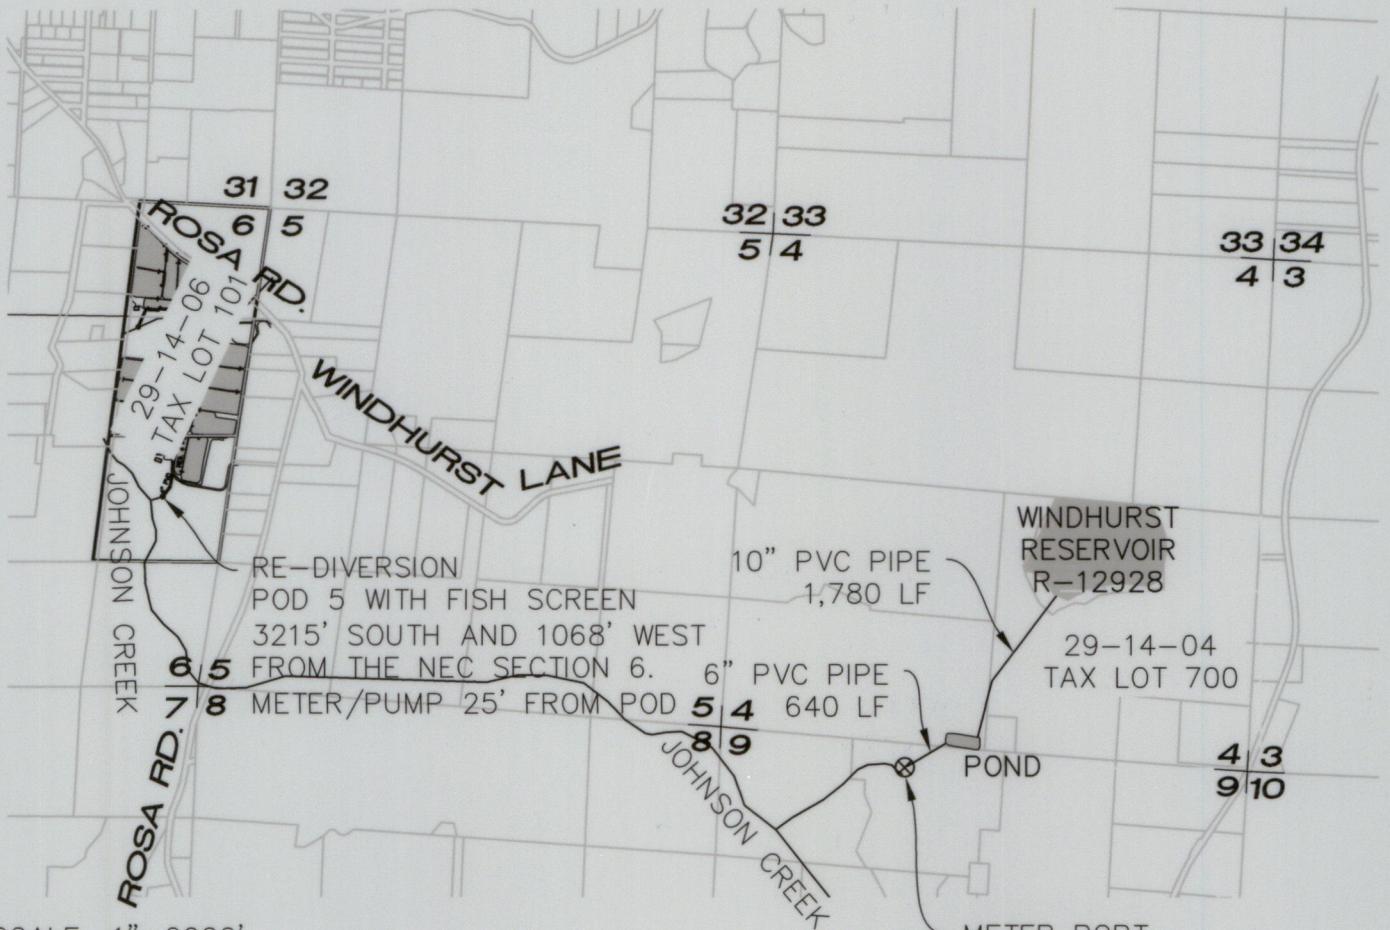 31 32
6 5
32 33
5 4
33 34
4 3
ROSA RD.
29-14-06
TAX LOT 101
WINDHURST LANE
JOHNSON CREEK
RE-DIVERSION
POD 5 WITH FISH SCREEN
3215' SOUTH AND 1068' WEST
FROM THE NEC SECTION 6.
METER/PUMP 25' FROM POD
10" PVC PIPE
1,780 LF
WINDHURST
RESERVOIR
R-12928
29-14-04
TAX LOT 700
6" PVC PIPE
640 LF
6 5
7 8
5 4
8 9
POND
4 3
9 10
ROSA RD.
JOHNSON CREEK
METER PORT